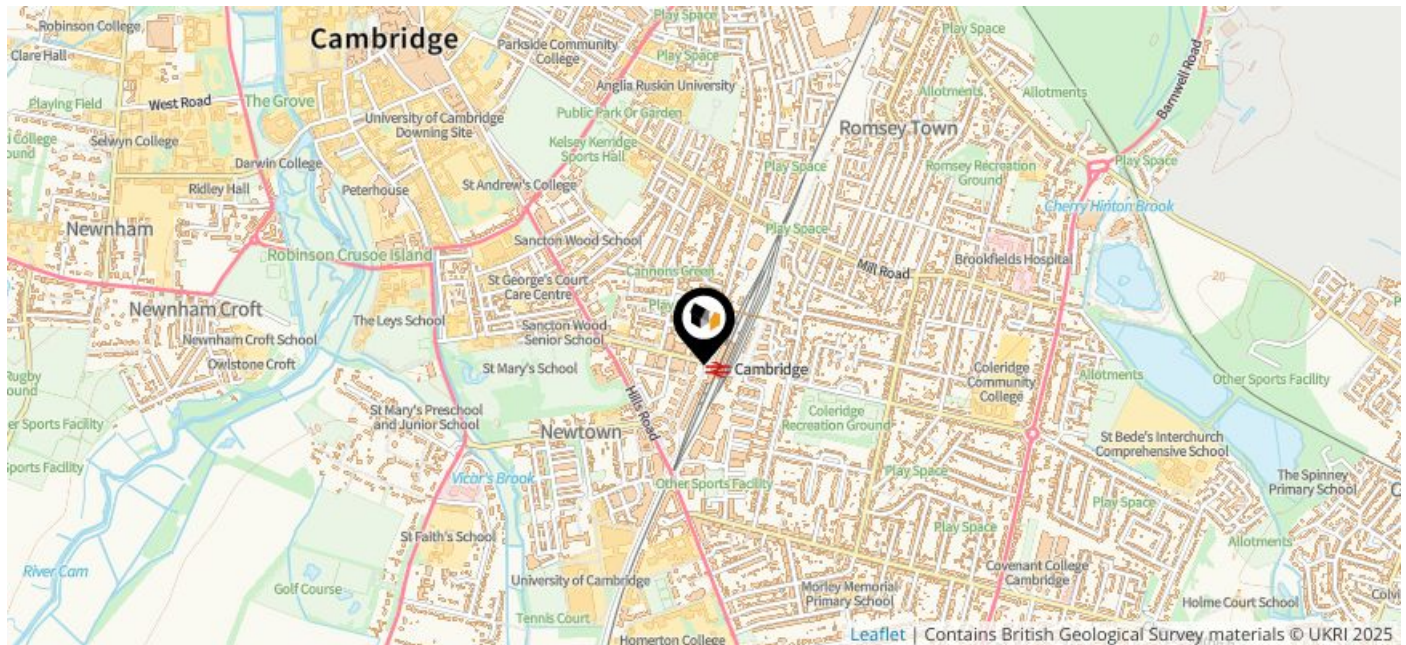 Robinson College
Cambridge
Play Space
Clare Hall
Parkside Community
College
Play Space
Play Space
Barnwell Road
Playing Field
West Road
The Grove
Anglia Ruskin University
Allotments
Allotments
University of Cambridge
Downing Site
Public Park Or Garden
Romsey Town
Selwyn College
Kelsey Kerridge
Sports Hall
Darwin College
Play Space
Romsey Recreation
Ground
Play Space
Ridley Hall
Peterhouse
St Andrew's College
Cherry Hinton Brook
Newnham
Sancton Wood School
Play Space
Robinson Crusoe Island
Cannons Green
Mill Road
Brookfields Hospital
20
St George's Court
Care Centre
Newnham Croft
The Leys School
Sancton Wood
Senior School
Newnham Croft School
Owlstone Croft
St Mary's School
Cambridge
Coleridge
Community
College
Allotments
Other Sports Facility
Rugby
ound
Hills Road
St Mary's Preschool
and Junior School
Coleridge
Recreation Ground
er Sports Facility
Newtown
St Bede's Interchurch
Comprehensive School
Sports Facility
Vicar's Brook
Other Sports Facility
Play Space
The Spinney
Primary School
Play Space
St Faith's School
Play Space
Allotments
River Cam
Golf Course
University of Cambridge
Morley Memorial
Primary School
Covenant College
Cambridge
Holme Court School
Colvi
Tennis Court
Homerton College
Leaflet | Contains British Geological Survey materials © UKRI 2025